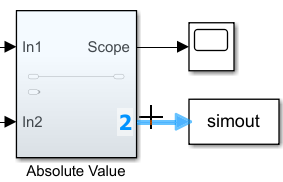 In1
Scope
In2
2
simout
Absolute Value